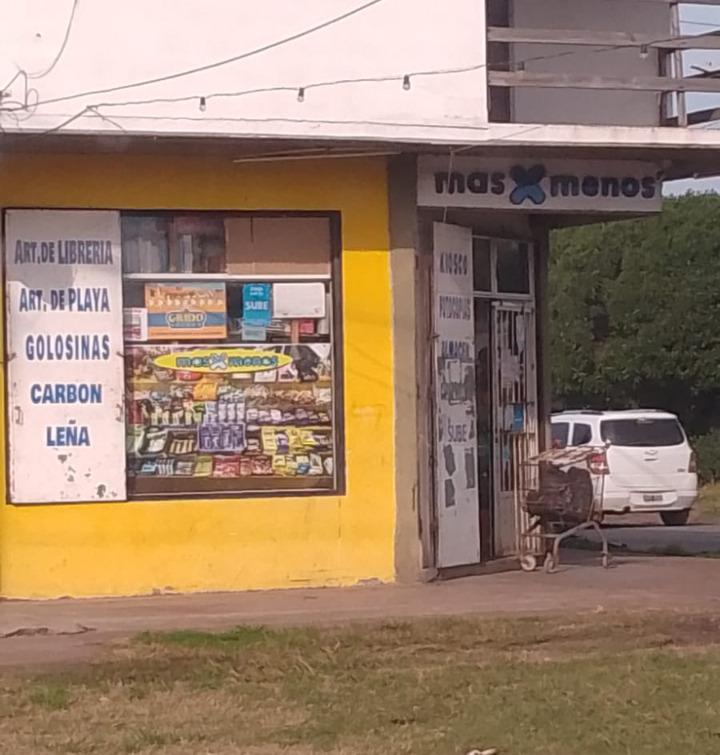 mas X menos
ART. DE LIBRERIA
ART. DE PLAYA
GOLOSINAS
CARBON
LEÑA
GRIDO
SUBE
mas X menos
KIOSCO
SUBE